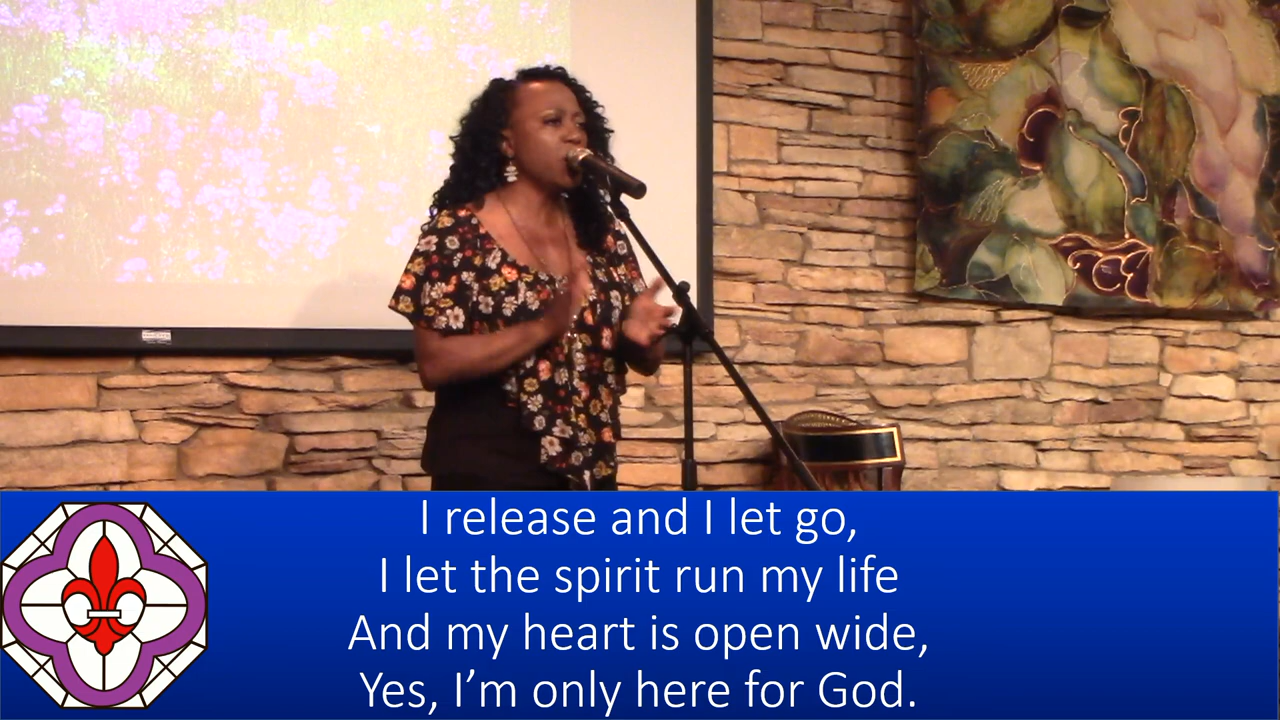 I release and I let go,
I let the spirit run my life
And my heart is open wide,
Yes, I’m only here for God.